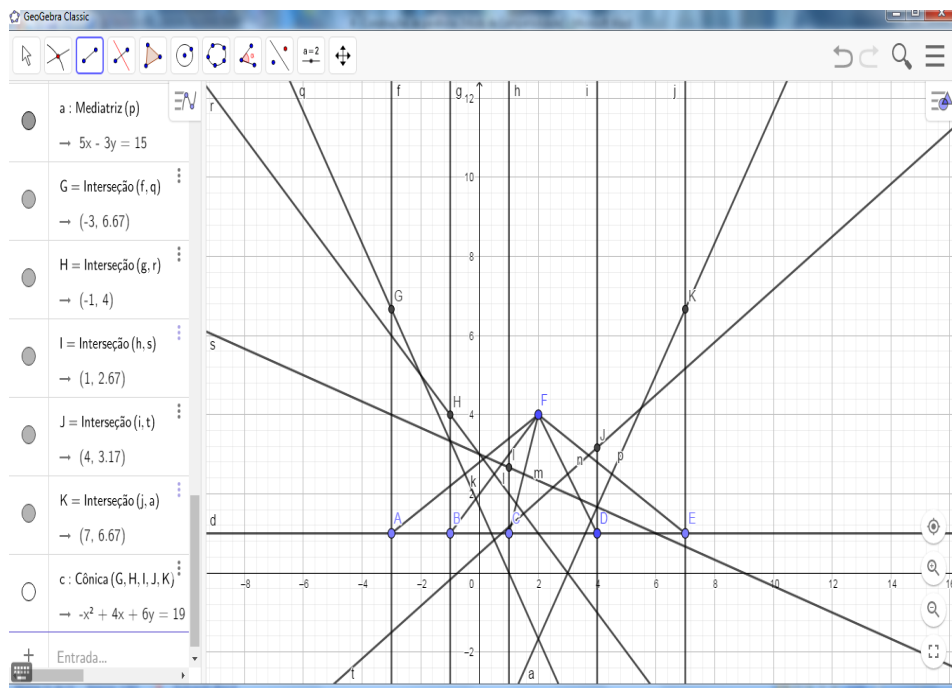 GeoGebra Classic
a=2
a : Mediatriz(p)
→ 5x - 3y = 15
G = Interseção(f, q)
→ (-3, 6.67)
H = Interseção(g, r)
→ (-1, 4)
I = Interseção(h, s)
→ (1, 2.67)
J = Interseção(i, t)
→ (4, 3.17)
K = Interseção(j, a)
→ (7, 6.67)
c : Cônica(G, H, I, J, K)
→ -x² + 4x + 6y = 19
Entrada...
q f g h i j
r
12
10
8
G K
6
s
H F
4
J
I
n p
m
k l
2
d A B C D E
-8 -6 -4 -2 0 2 4 6 8 10 12 14 16
-2
t a